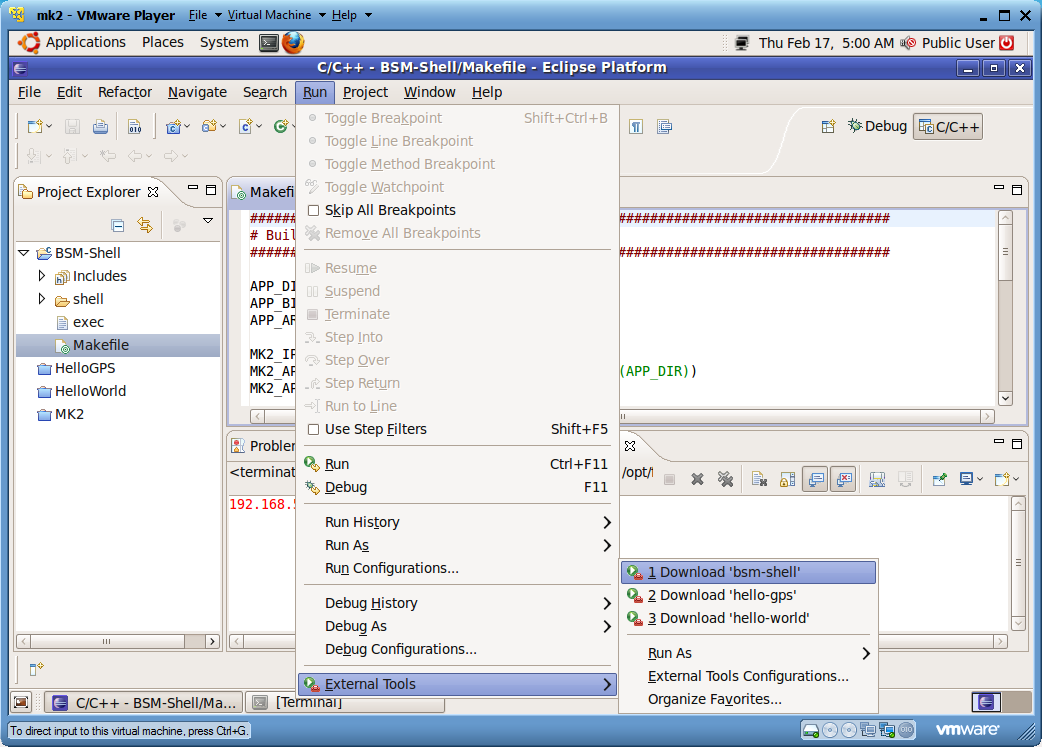 mk2 - VMware Player File Virtual Machine Help
Applications Places System Thu Feb 17, 5:00 AM Public User
C/C++ - BSM-Shell/Makefile - Eclipse Platform
File Edit Refactor Navigate Search Run Project Window Help
Debug C/C++
Project Explorer
BSM-Shell
Includes
shell
exec
Makefile
HelloGPS
HelloWorld
MK2
Toggle Breakpoint Shift+Ctrl+B
Toggle Line Breakpoint
Toggle Method Breakpoint
Toggle Watchpoint
Skip All Breakpoints
Remove All Breakpoints
Resume
Suspend
Terminate
Step Into
Step Over
Step Return
Run to Line
Use Step Filters Shift+F5
Run Ctrl+F11
Debug F11
Run History
Run As
Run Configurations...
Debug History
Debug As
Debug Configurations...
External Tools
Makefi
# Buil
APP_DI
APP_BI
APP_AR
MK2_IP
MK2_AP (APP_DIR))
MK2_AP
Problem
<terminat /opt/
192.168.
1 Download 'bsm-shell'
2 Download 'hello-gps'
3 Download 'hello-world'
Run As
External Tools Configurations...
Organize Favorites...
C/C++ - BSM-Shell/Ma... [Terminal]
To direct input to this virtual machine, press Ctrl+G.
vmware